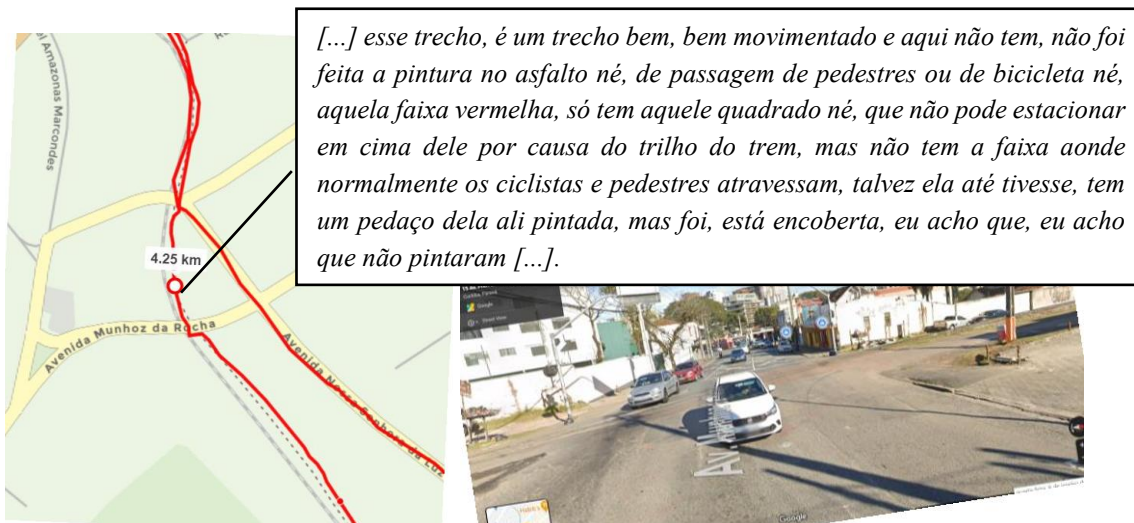 [...] esse trecho, é um trecho bem, bem movimentado e aqui não tem, não foi
feita a pintura no asfalto né, de passagem de pedestres ou de bicicleta né,
aquela faixa vermelha, só tem aquele quadrado né, que não pode estacionar
em cima dele por causa do trilho do trem, mas não tem a faixa aonde
normalmente os ciclistas e pedestres atravessam, talvez ela até tivesse, tem
um pedaço dela ali pintada, mas foi, está encoberta, eu acho que, eu acho
que não pintaram [...].
Amazonas Marcondes
4.25 km
Avenida Munhoz da Rocha
Avenida Nossa Senhora da Luz
Google
Google